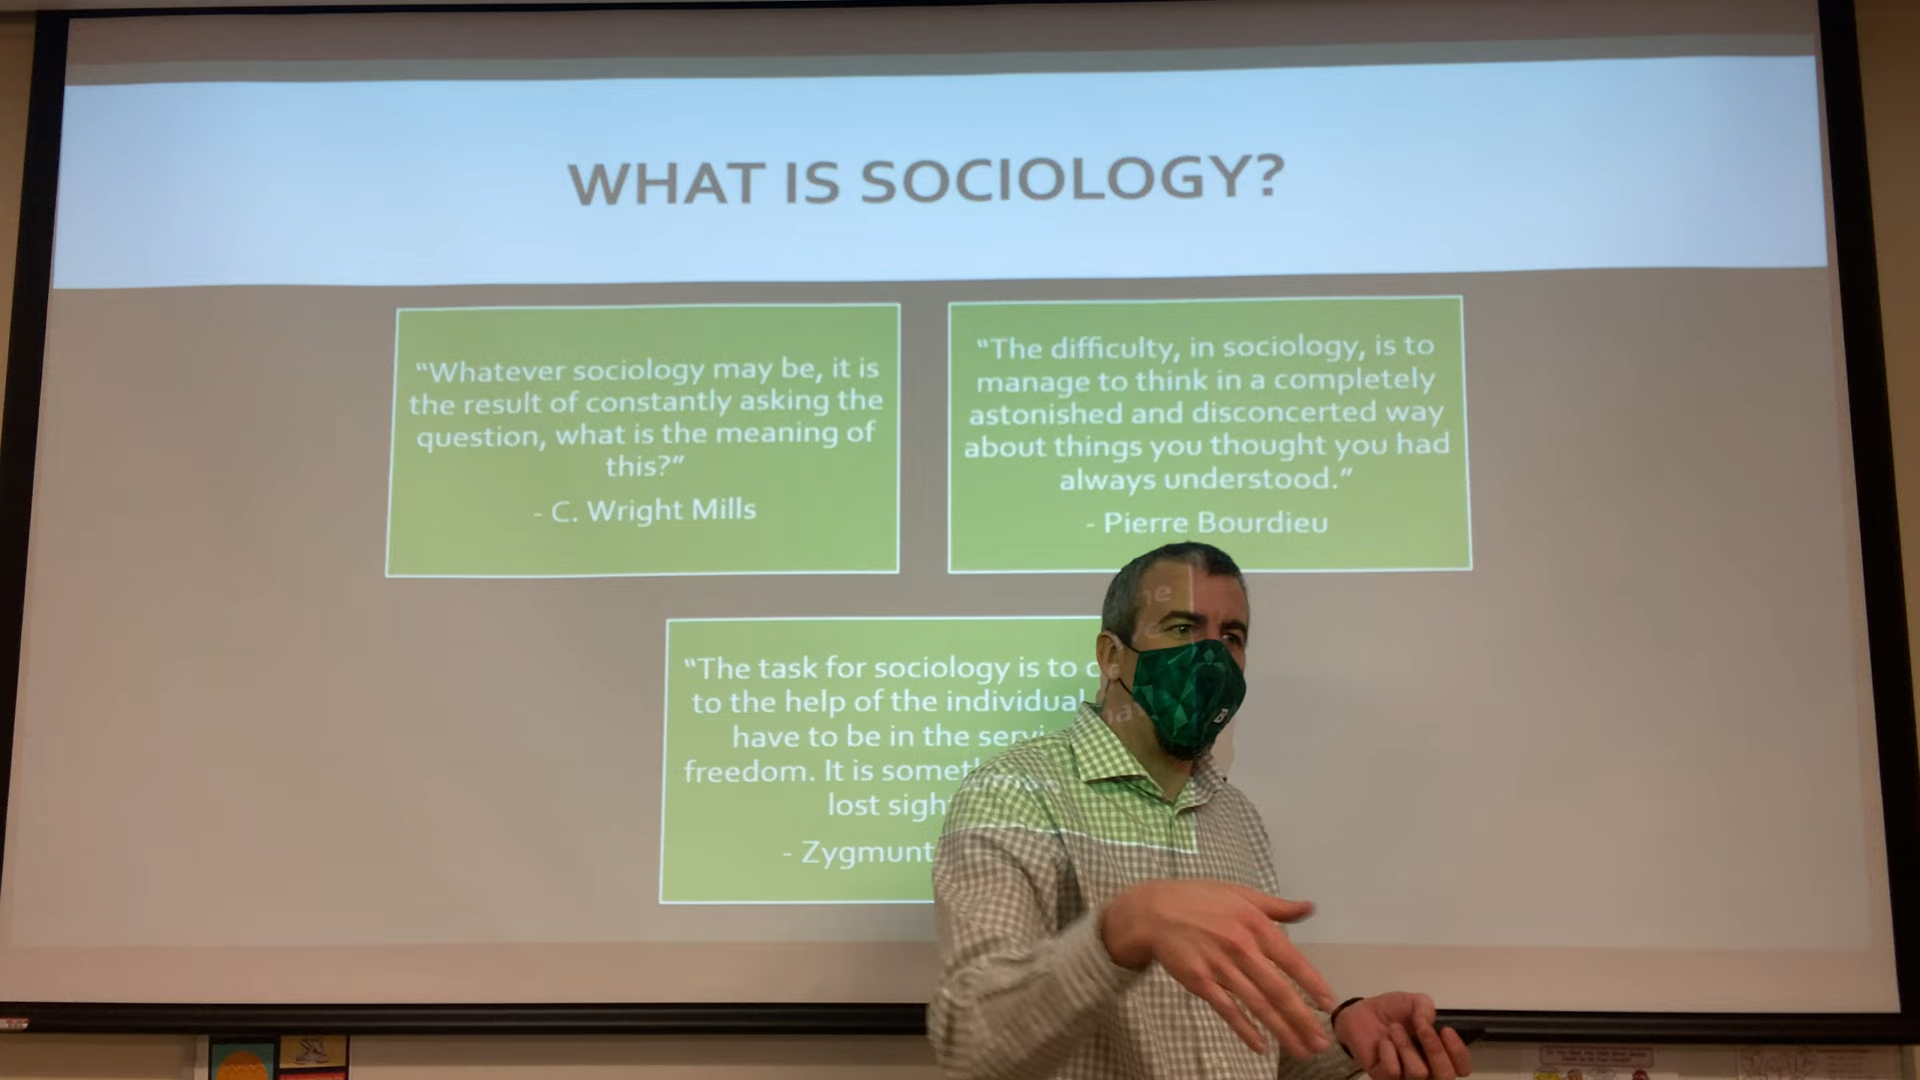 WHAT IS SOCIOLOGY?
“Whatever sociology may be, it is
the result of constantly asking the
question, what is the meaning of
this?”
- C. Wright Mills
“The difficulty, in sociology, is to
manage to think in a completely
astonished and disconcerted way
about things you thought you had
always understood.”
- Pierre Bourdieu
“The task for sociology is to
to the help of the individual
have to be in the
freedom. It is
lost
- Zygmunt